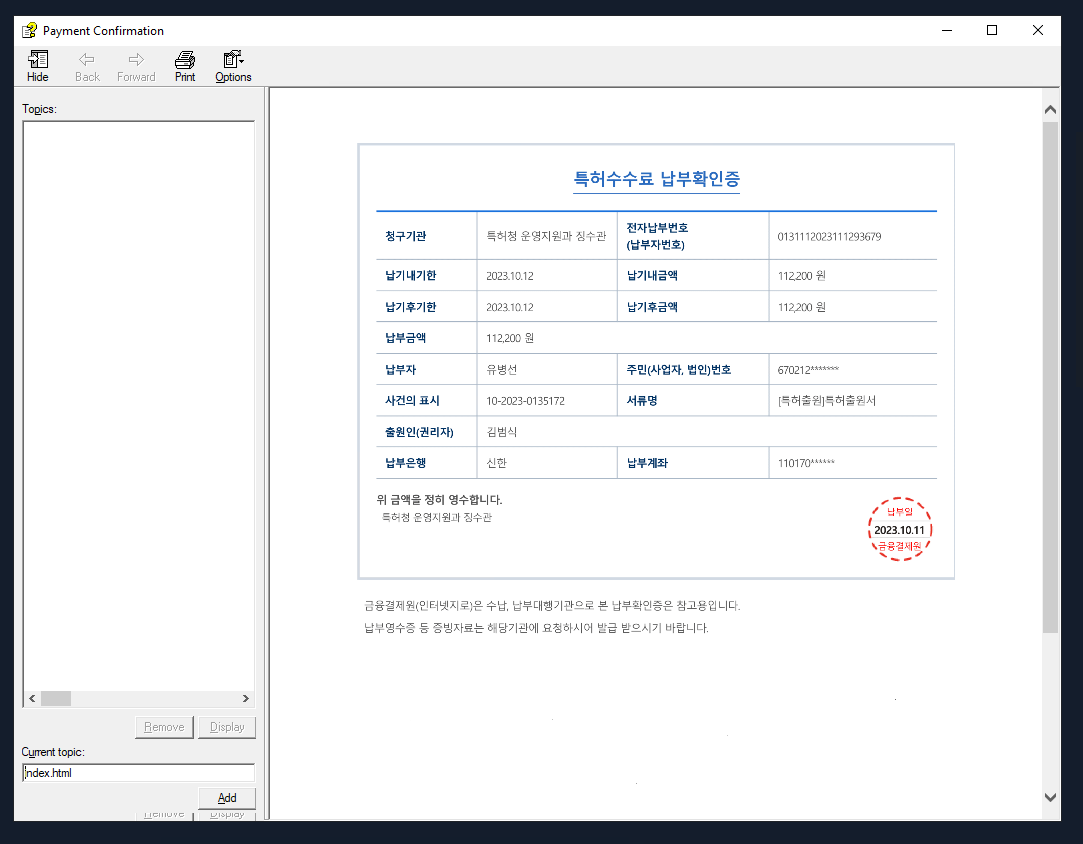 Payment Confirmation
Hide Back Forward Print Options
Topics:
Remove Display
Current topic:
index.html
Add
Remove Display
특허수수료 납부확인증
청구기관 특허청 운영지원과 징수관 전자납부번호 (납부자번호) 0131112023111293679
납기내기한 2023.10.12 납기내금액 112,200 원
납기후기한 2023.10.12 납기후금액 112,200 원
납부금액 112,200 원
납부자 유병선 주민(사업자, 법인)번호 670212*******
사건의 표시 10-2023-0135172 서류명 [특허출원]특허출원서
출원인(권리자) 김범식
납부은행 신한 납부계좌 110170******
위 금액을 정히 영수합니다.
특허청 운영지원과 징수관
납부일
2023.10.11
금융결제원
금융결제원(인터넷지로)은 수납, 납부대행기관으로 본 납부확인증은 참고용입니다.
납부영수증 등 증빙자료는 해당기관에 요청하시어 발급 받으시기 바랍니다.